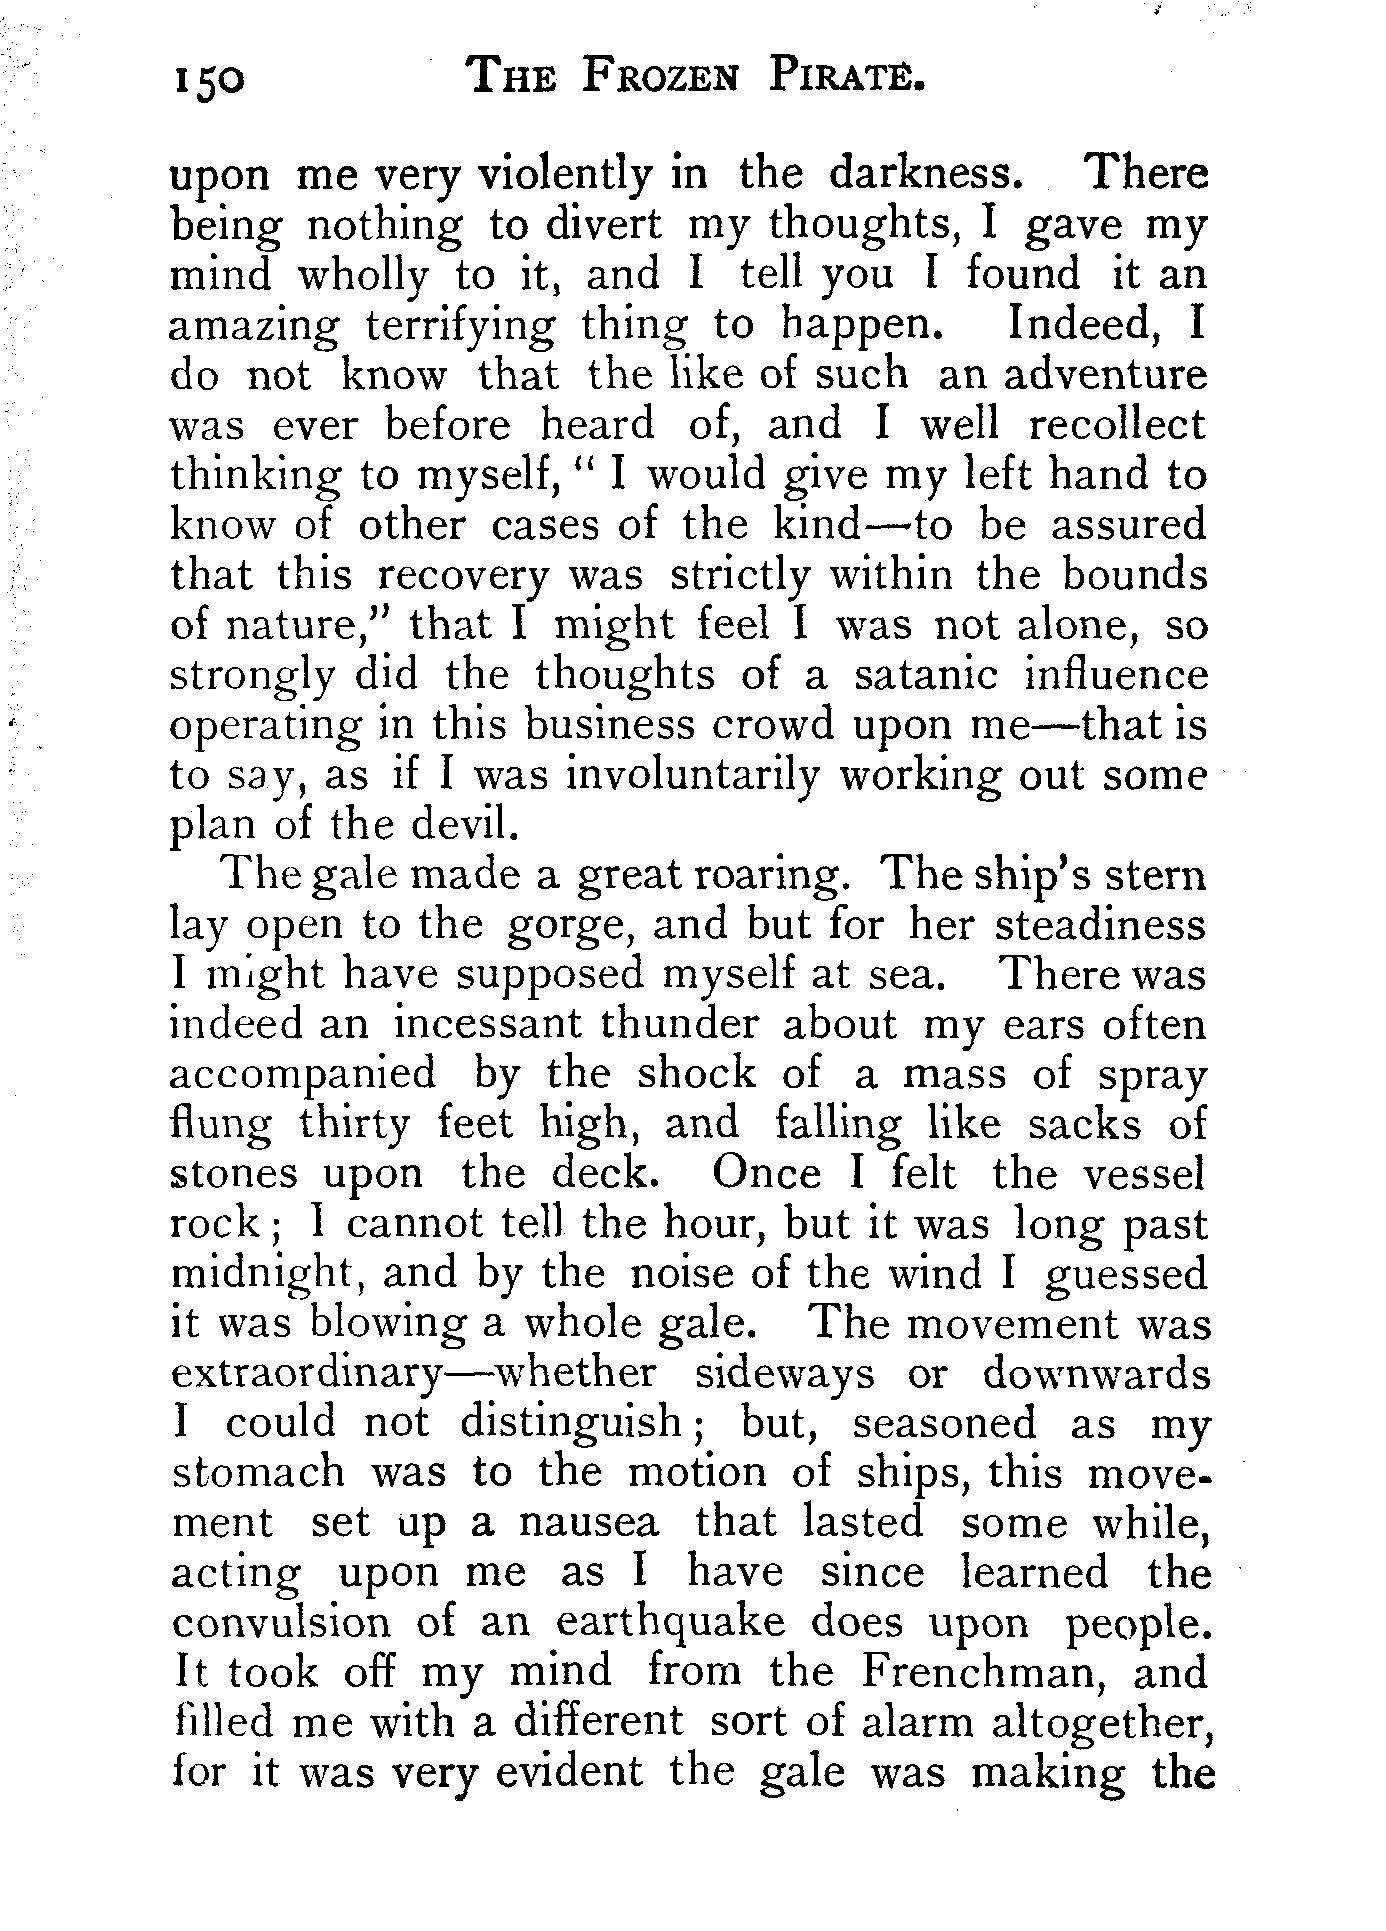 150 THE FROZEN PIRATE.
upon me very violently in the darkness. There
being nothing to divert my thoughts, I gave my
mind wholly to it, and I tell you I found it an
amazing terrifying thing to happen. Indeed, I
do not know that the like of such an adventure
was ever before heard of, and I well recollect
thinking to myself, “ I would give my left hand to
know of other cases of the kind—to be assured
that this recovery was strictly within the bounds
of nature,” that I might feel I was not alone, so
strongly did the thoughts of a satanic influence
operating in this business crowd upon me—that is
to say, as if I was involuntarily working out some
plan of the devil.
The gale made a great roaring. The ship's stern
lay open to the gorge, and but for her steadiness
I might have supposed myself at sea. There was
indeed an incessant thunder about my ears often
accompanied by the shock of a mass of spray
flung thirty feet high, and falling like sacks of
stones upon the deck. Once I felt the vessel
rock ; I cannot tell the hour, but it was long past
midnight, and by the noise of the wind I guessed
it was blowing a whole gale. The movement was
extraordinary—whether sideways or downwards
I could not distinguish ; but, seasoned as my
stomach was to the motion of ships, this move-
ment set up a nausea that lasted some while,
acting upon me as I have since learned the
convulsion of an earthquake does upon people.
It took off my mind from the Frenchman, and
filled me with a different sort of alarm altogether,
for it was very evident the gale was making the